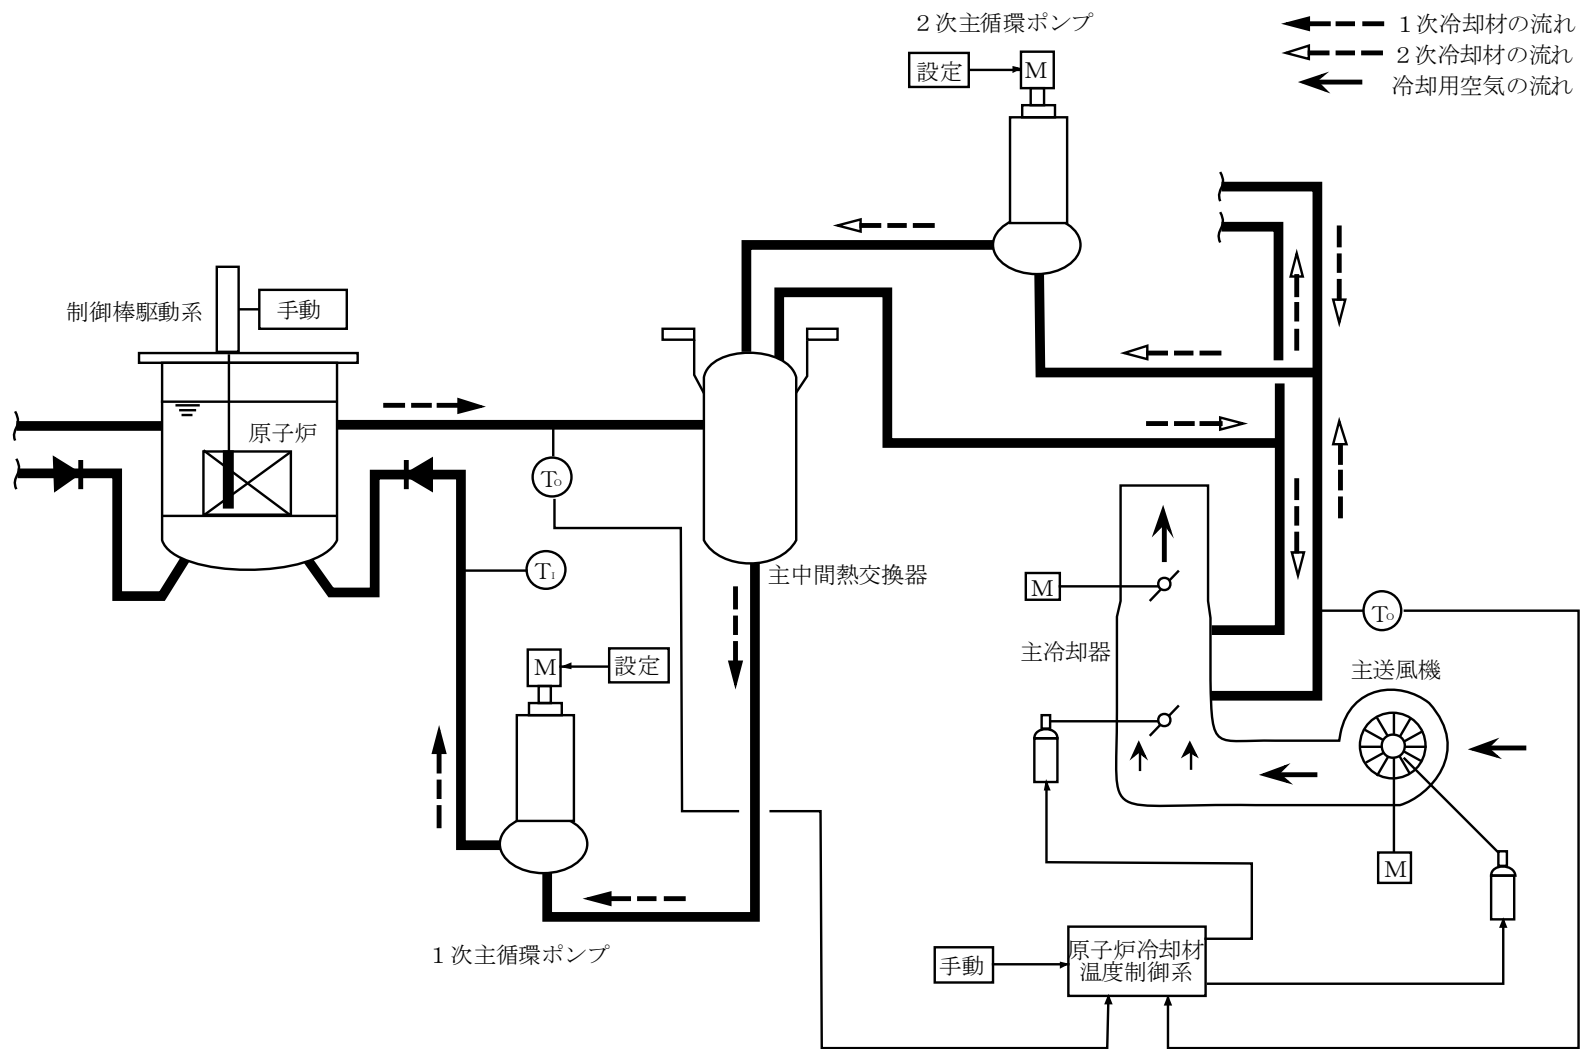 ２次主循環ポンプ
設定
M
１次冷却材の流れ
２次冷却材の流れ
冷却用空気の流れ
制御棒駆動系
手動
原子炉
TO
TI
主中間熱交換器
M
設定
１次主循環ポンプ
M
主冷却器
TO
主送風機
M
手動
原子炉冷却材
温度制御系